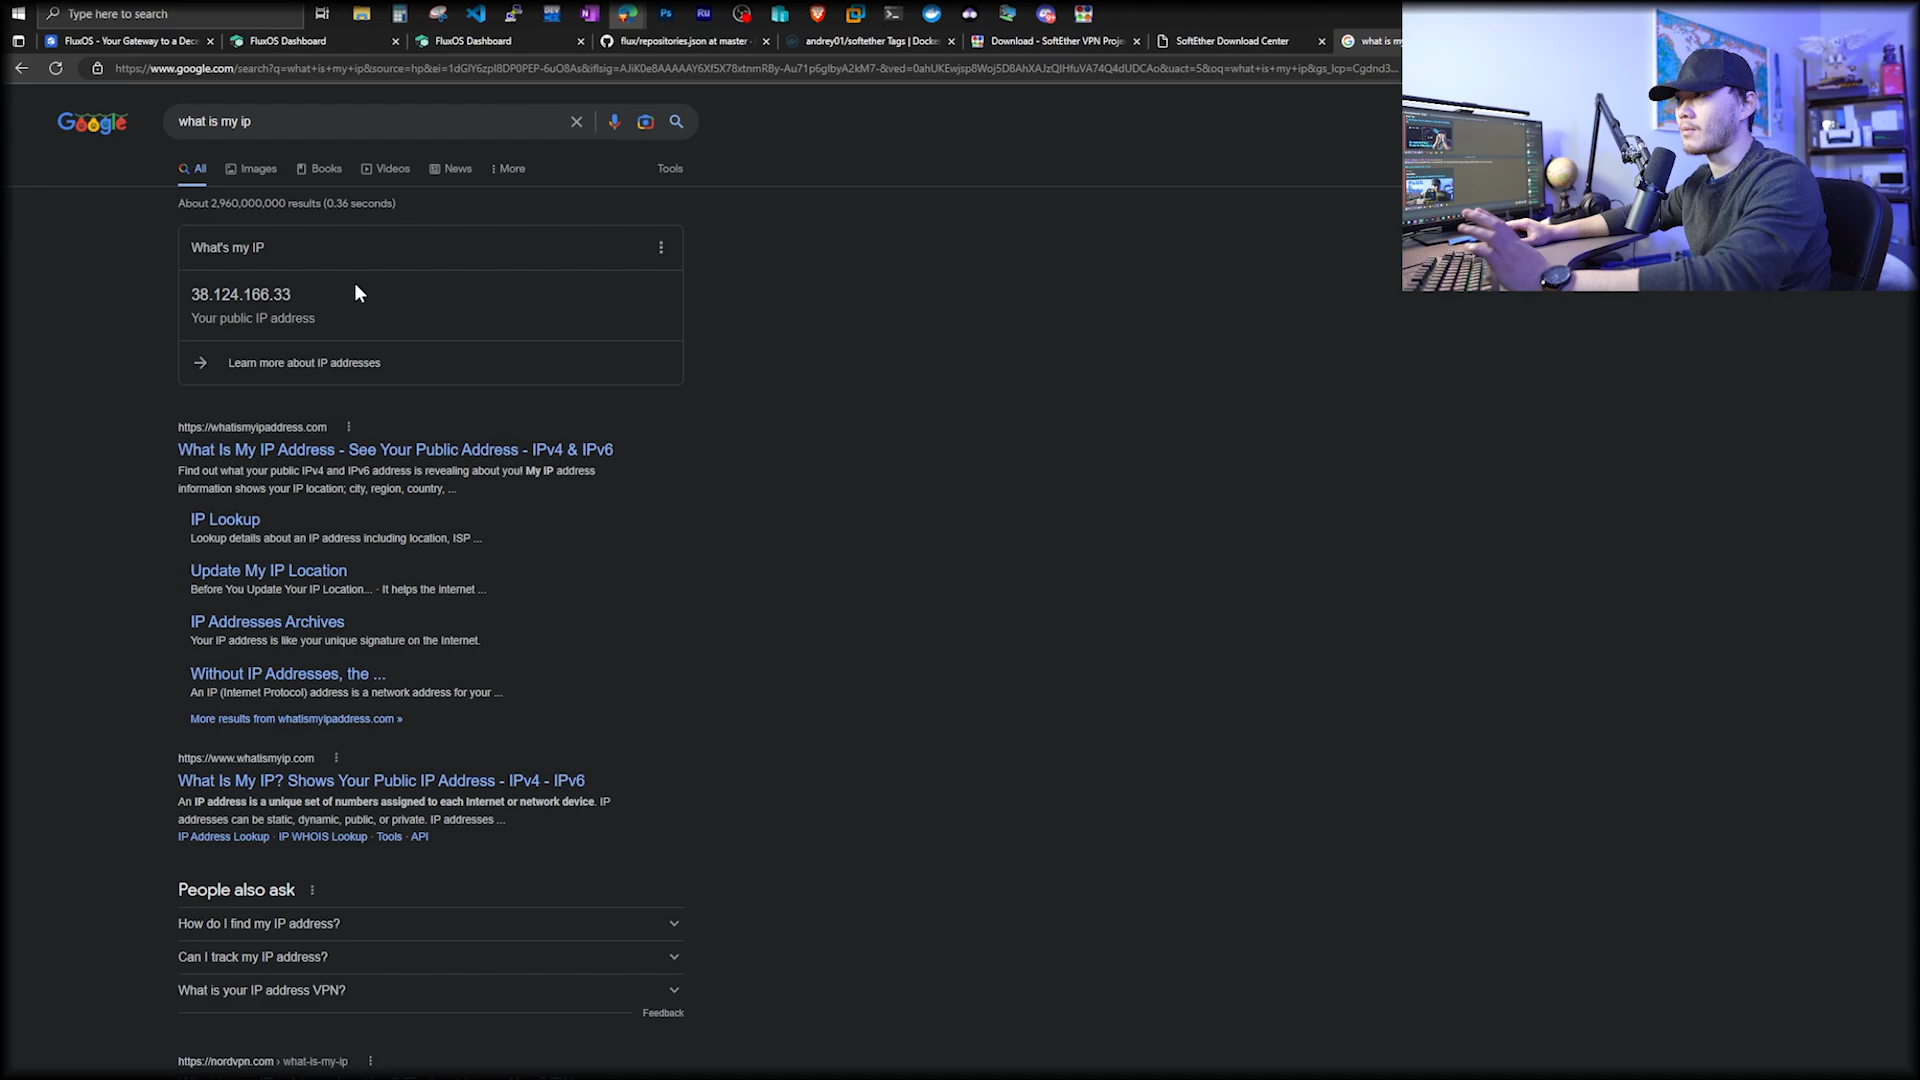 Type here to search
FluxOS - Your Gateway to a Dece
FluxOS Dashboard
FluxOS Dashboard
flux/repositories.json at master
andrey01/softether Tags | Docke
Download - SoftEther VPN Proje
SoftEther Download Center
what is my
Google
what is my ip
All
Images
Books
Videos
News
More
Tools
About 2,960,000,000 results (0.36 seconds)
What's my IP
38.124.166.33
Your public IP address
Learn more about IP addresses
https://whatismyipaddress.com
What Is My IP Address - See Your Public Address - IPv4 & IPv6
Find out what your public IPv4 and IPv6 address is revealing about you! My IP address
information shows your IP location; city, region, country, ...
IP Lookup
Lookup details about an IP address including location, ISP ...
Update My IP Location
Before You Update Your IP Location... · It helps the internet ...
IP Addresses Archives
Your IP address is like your unique signature on the Internet.
Without IP Addresses, the ...
An IP (Internet Protocol) address is a network address for your ...
More results from whatismyipaddress.com »
https://www.whatismyip.com
What Is My IP? Shows Your Public IP Address - IPv4 - IPv6
An IP address is a unique set of numbers assigned to each Internet or network device. IP
addresses can be static, dynamic, public, or private. IP addresses ...
IP Address Lookup · IP WHOIS Lookup · Tools · API
People also ask
How do I find my IP address?
Can I track my IP address?
What is your IP address VPN?
Feedback
https://nordvpn.com › what-is-my-ip